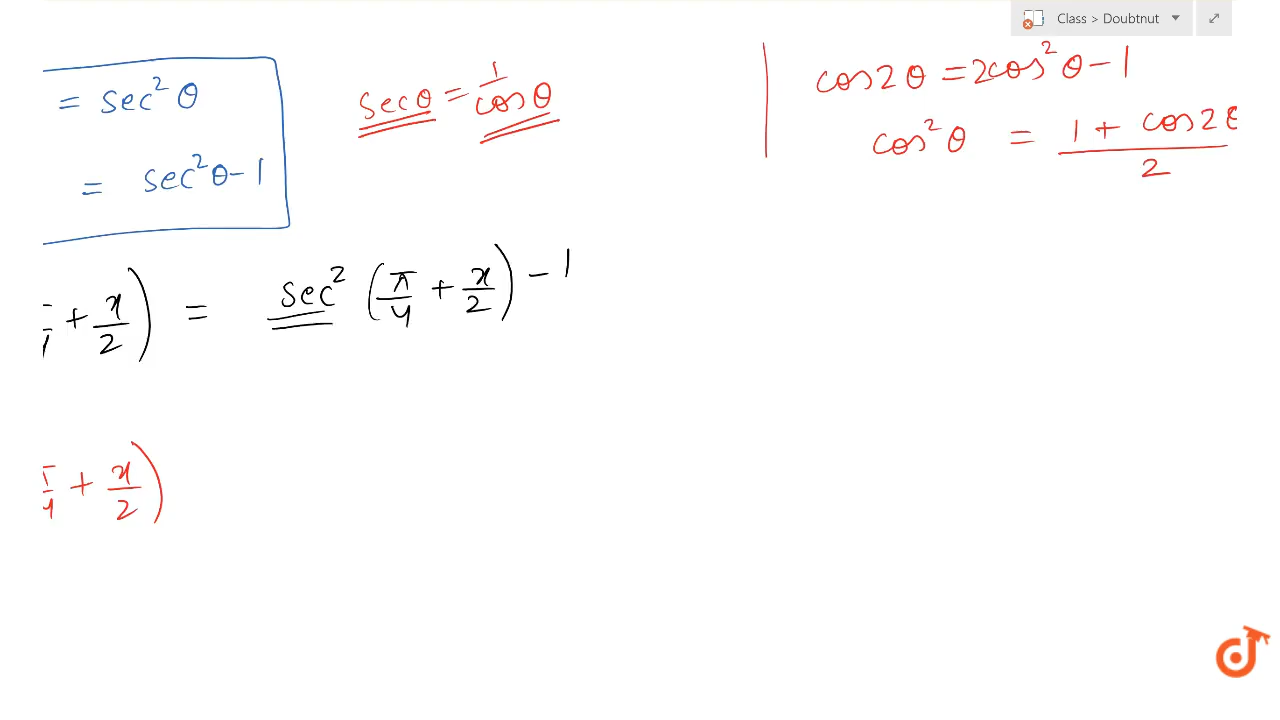 Class > Doubtnut
= sec² θ
= sec²θ - 1
secθ = 1/cosθ
cos2θ = 2cos²θ - 1
cos²θ = (1 + cos2θ)/2
+ x/2) = sec² (π/4 + x/2) - 1
+ x/2)